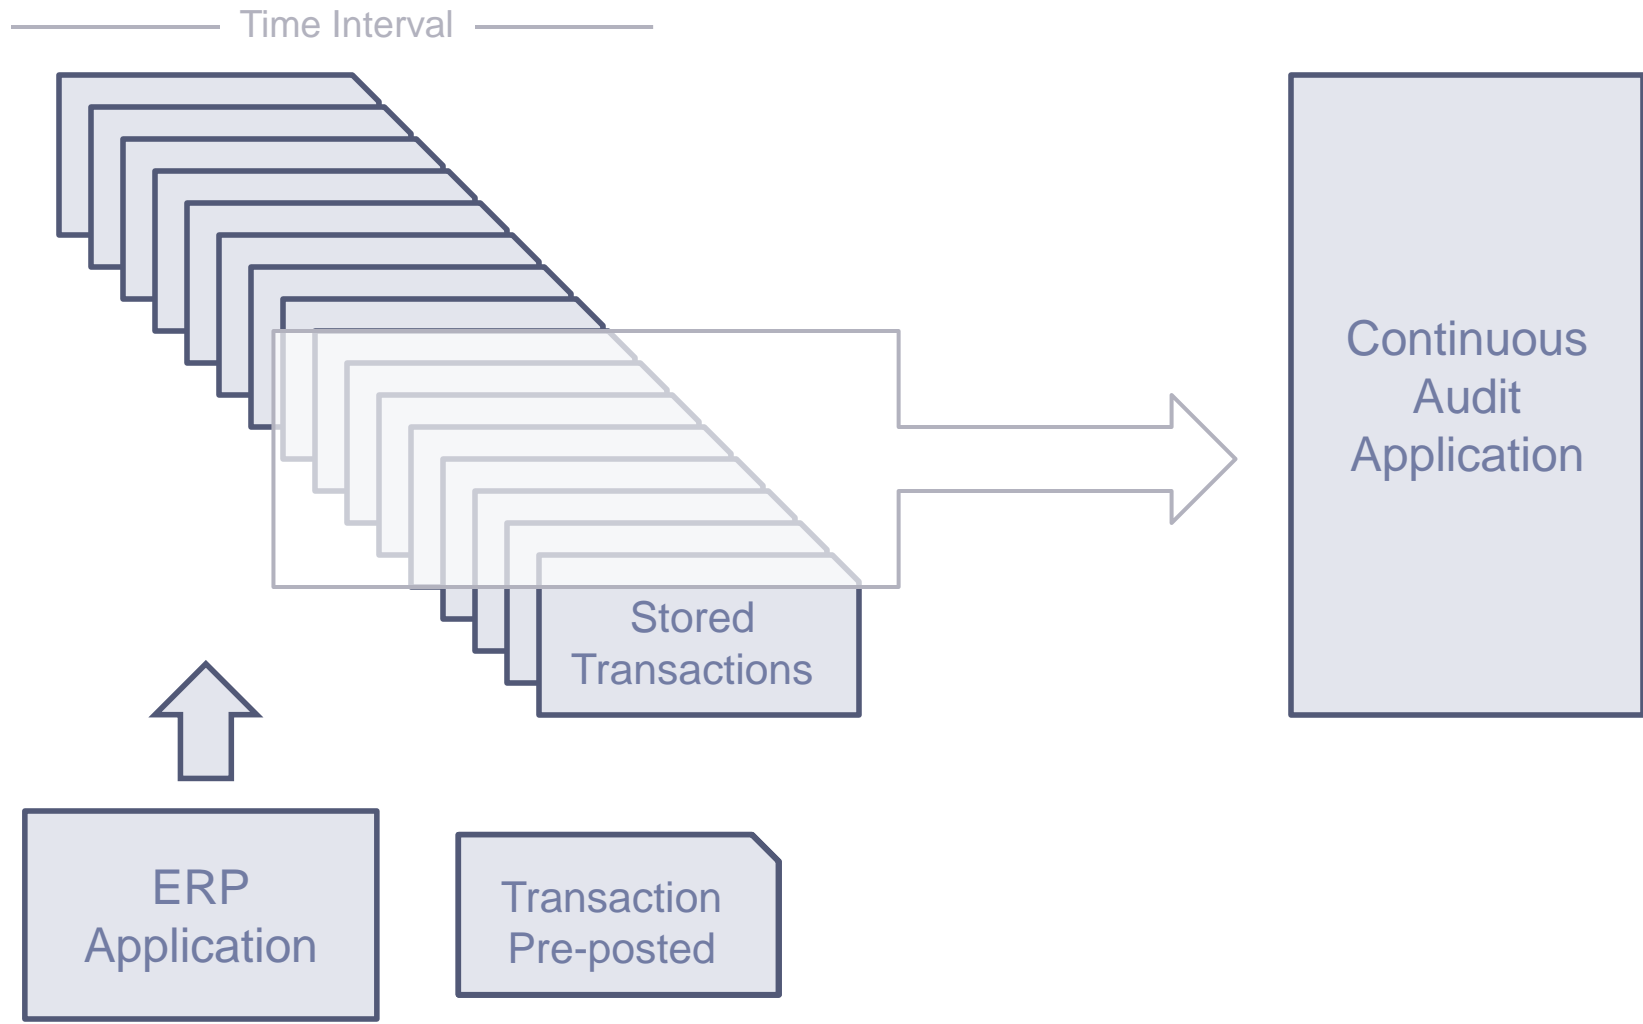 Time Interval
Continuous
Audit
Application
Stored
Transactions
ERP
Application
Transaction
Pre-posted